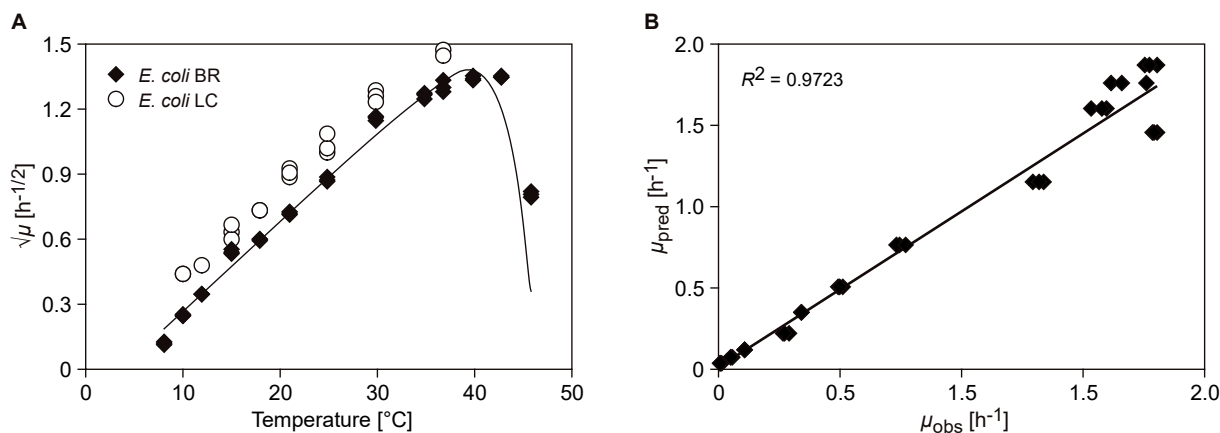 A
1.5
1.2
0.9
0.6
0.3
0
√μ [h-1/2]
E. coli BR
E. coli LC
0 10 20 30 40 50
Temperature [°C]
B
2.0
1.5
1.0
0.5
0
μpred [h-1]
R2 = 0.9723
0 0.5 1.5 1.5 2.0
μobs [h-1]